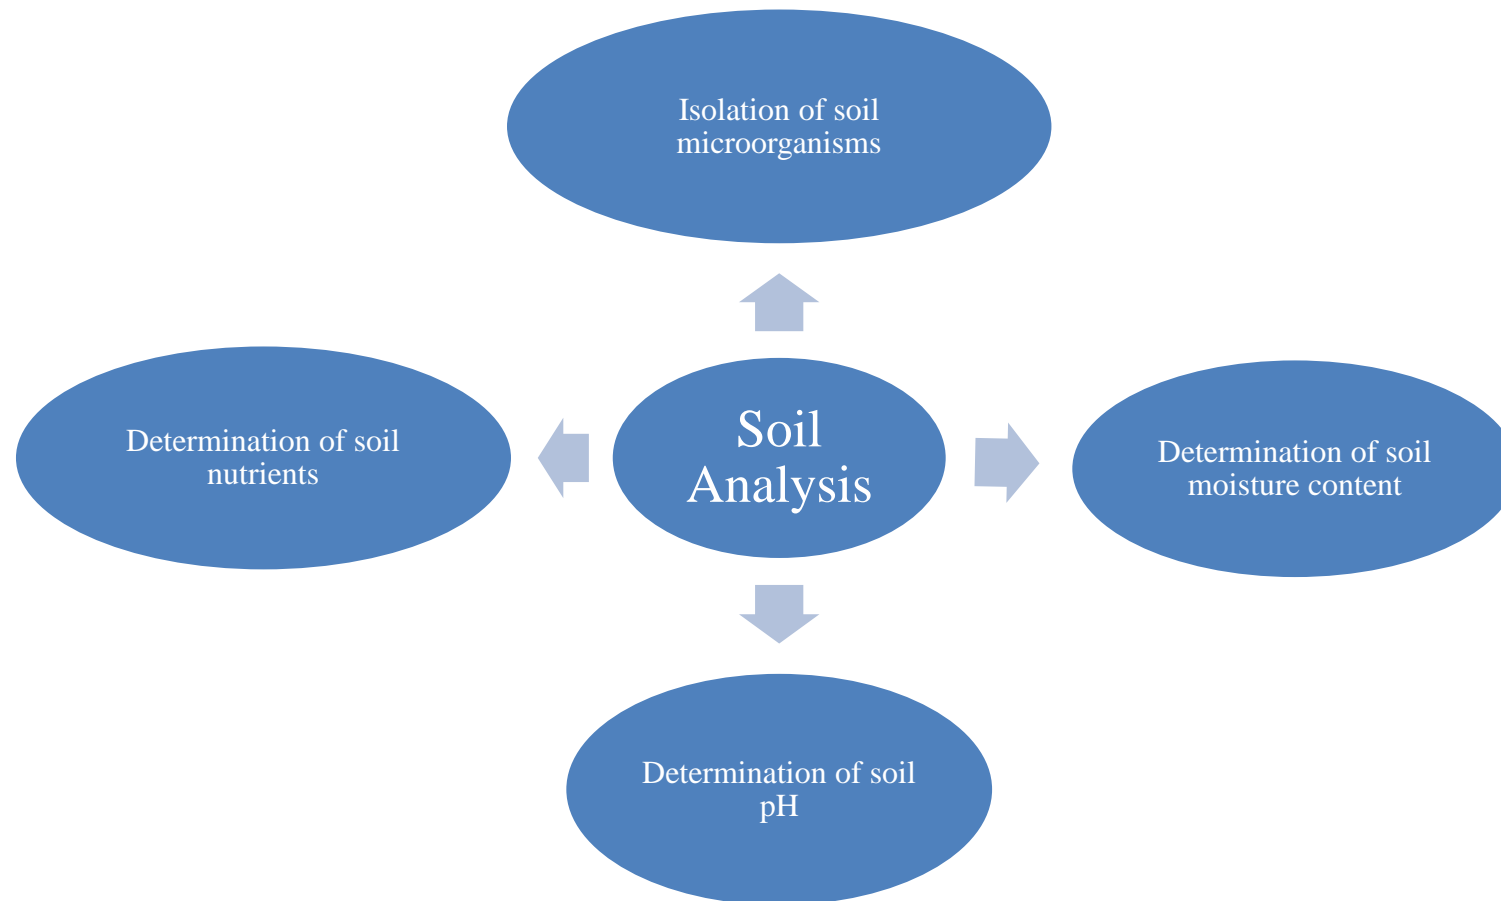 Isolation of soil
microorganisms
Determination of soil
nutrients
Soil
Analysis
Determination of soil
moisture content
Determination of soil
pH